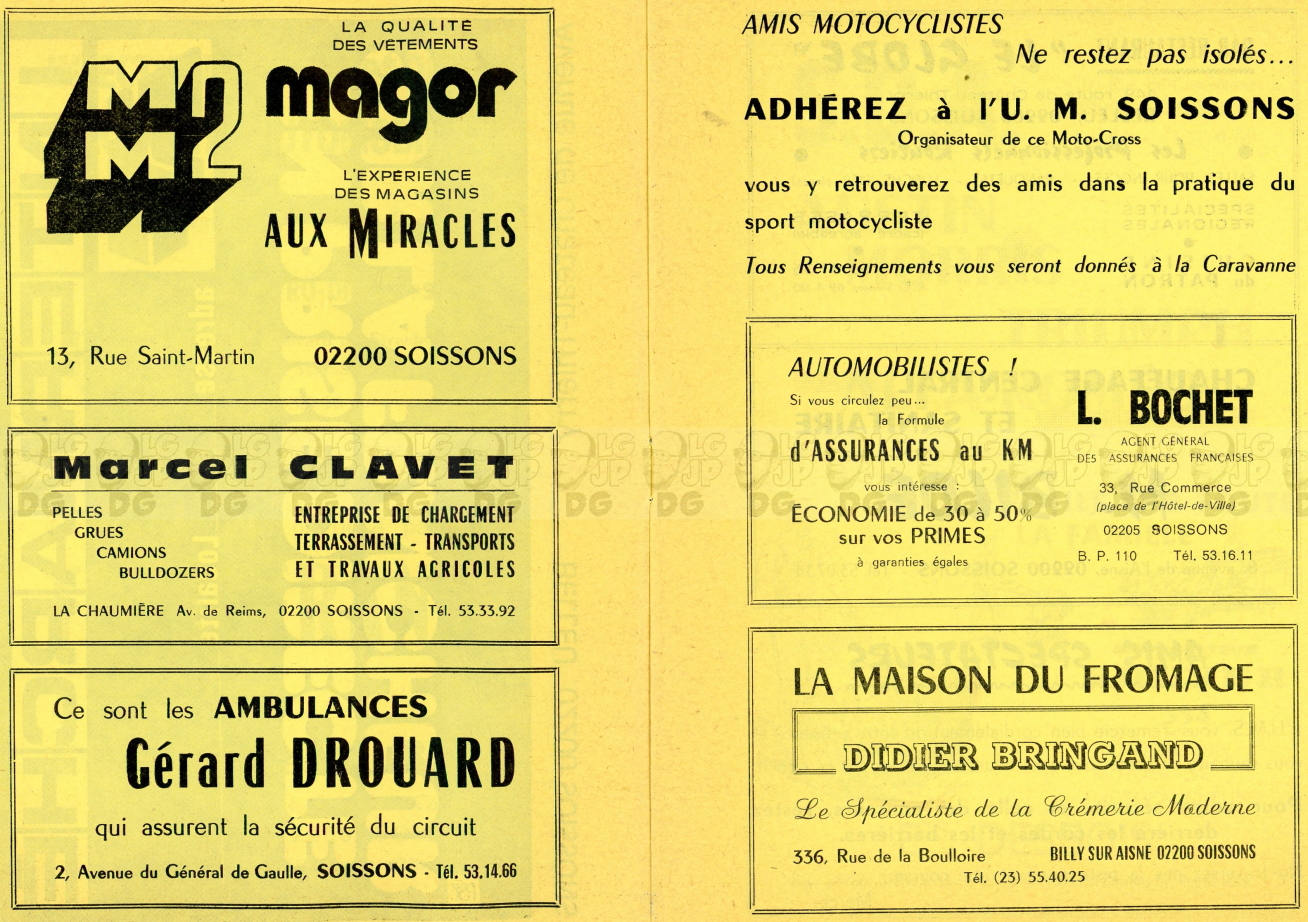 LA QUALITÉ
DES VÊTEMENTS
MM2
magor
L'EXPÉRIENCE
DES MAGASINS
AUX MIRACLES
13, Rue Saint-Martin 02200 SOISSONS
Marcel CLAVET
PELLES
GRUES
CAMIONS
BULLDOZERS
ENTREPRISE DE CHARGEMENT
TERRASSEMENT - TRANSPORTS
ET TRAVAUX AGRICOLES
LA CHAUMIÈRE Av. de Reims, 02200 SOISSONS - Tél. 53.33.92
Ce sont les AMBULANCES
Gérard DROUARD
qui assurent la sécurité du circuit
2, Avenue du Général de Gaulle, SOISSONS - Tél. 53.14.66
AMIS MOTOCYCLISTES
Ne restez pas isolés...
ADHÉREZ à l'U. M. SOISSONS
Organisateur de ce Moto-Cross
vous y retrouverez des amis dans la pratique du
sport motocycliste
Tous Renseignements vous seront donnés à la Caravanne
AUTOMOBILISTES !
Si vous circulez peu...
la Formule
d'ASSURANCES au KM
vous intéresse :
ÉCONOMIE de 30 à 50%
sur vos PRIMES
à garanties égales
L. BOCHET
AGENT GÉNÉRAL
DES ASSURANCES FRANÇAISES
33, Rue Commerce
(place de l'Hôtel-de-Ville)
02205 SOISSONS
B. P. 110 Tél. 53.16.11
LA MAISON DU FROMAGE
DIDIER BRINGAND
Le Spécialiste de la Crémerie Moderne
336, Rue de la Boulloire BILLY SUR AISNE 02200 SOISSONS
Tél. (23) 55.40.25